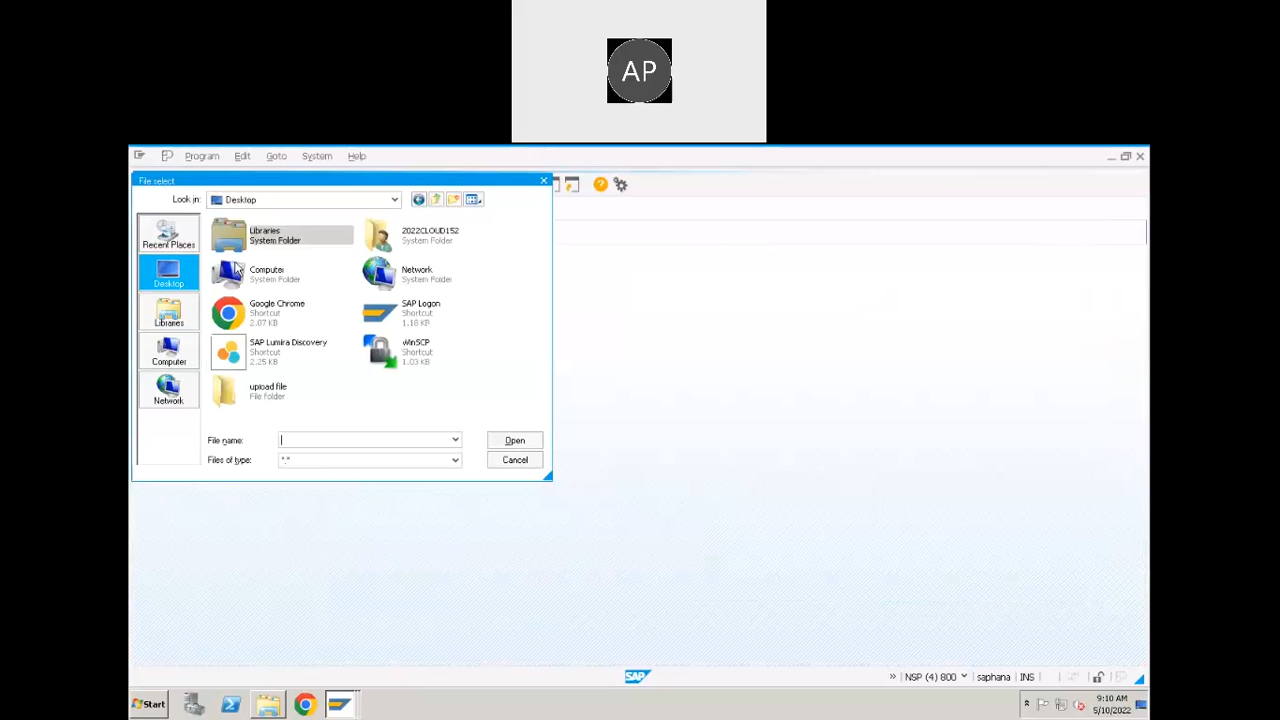 AP
Program Edit Goto System Help
File select
Look in: Desktop
Recent Places
Desktop
Libraries
Computer
Network
Libraries
System Folder
2022CLOUD152
System Folder
Computer
System Folder
Network
System Folder
Google Chrome
Shortcut
2.07 KB
SAP Logon
Shortcut
1.18 KB
SAP Lumira Discovery
Shortcut
2.25 KB
WinSCP
Shortcut
1.03 KB
upload file
File folder
File name:
Open
Files of type: *.*
Cancel
SAP
» NSP (4) 800 saphana INS
Start
9:10 AM
5/10/2022